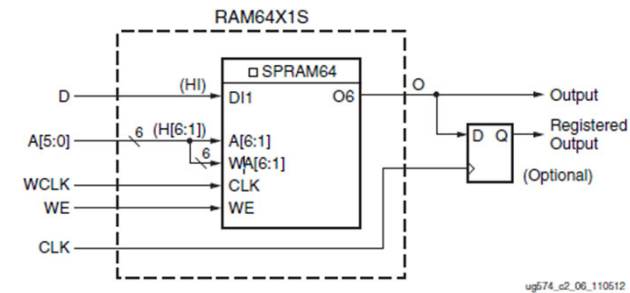 RAM64X1S
SPRAM64
D
(HI)
DI1
O6
O
Output
A[5:0]
6
(H[6:1])
A[6:1]
6
WA[6:1]
D Q
Registered
Output
(Optional)
WCLK
CLK
WE
WE
CLK
ug574_c2_06_110512